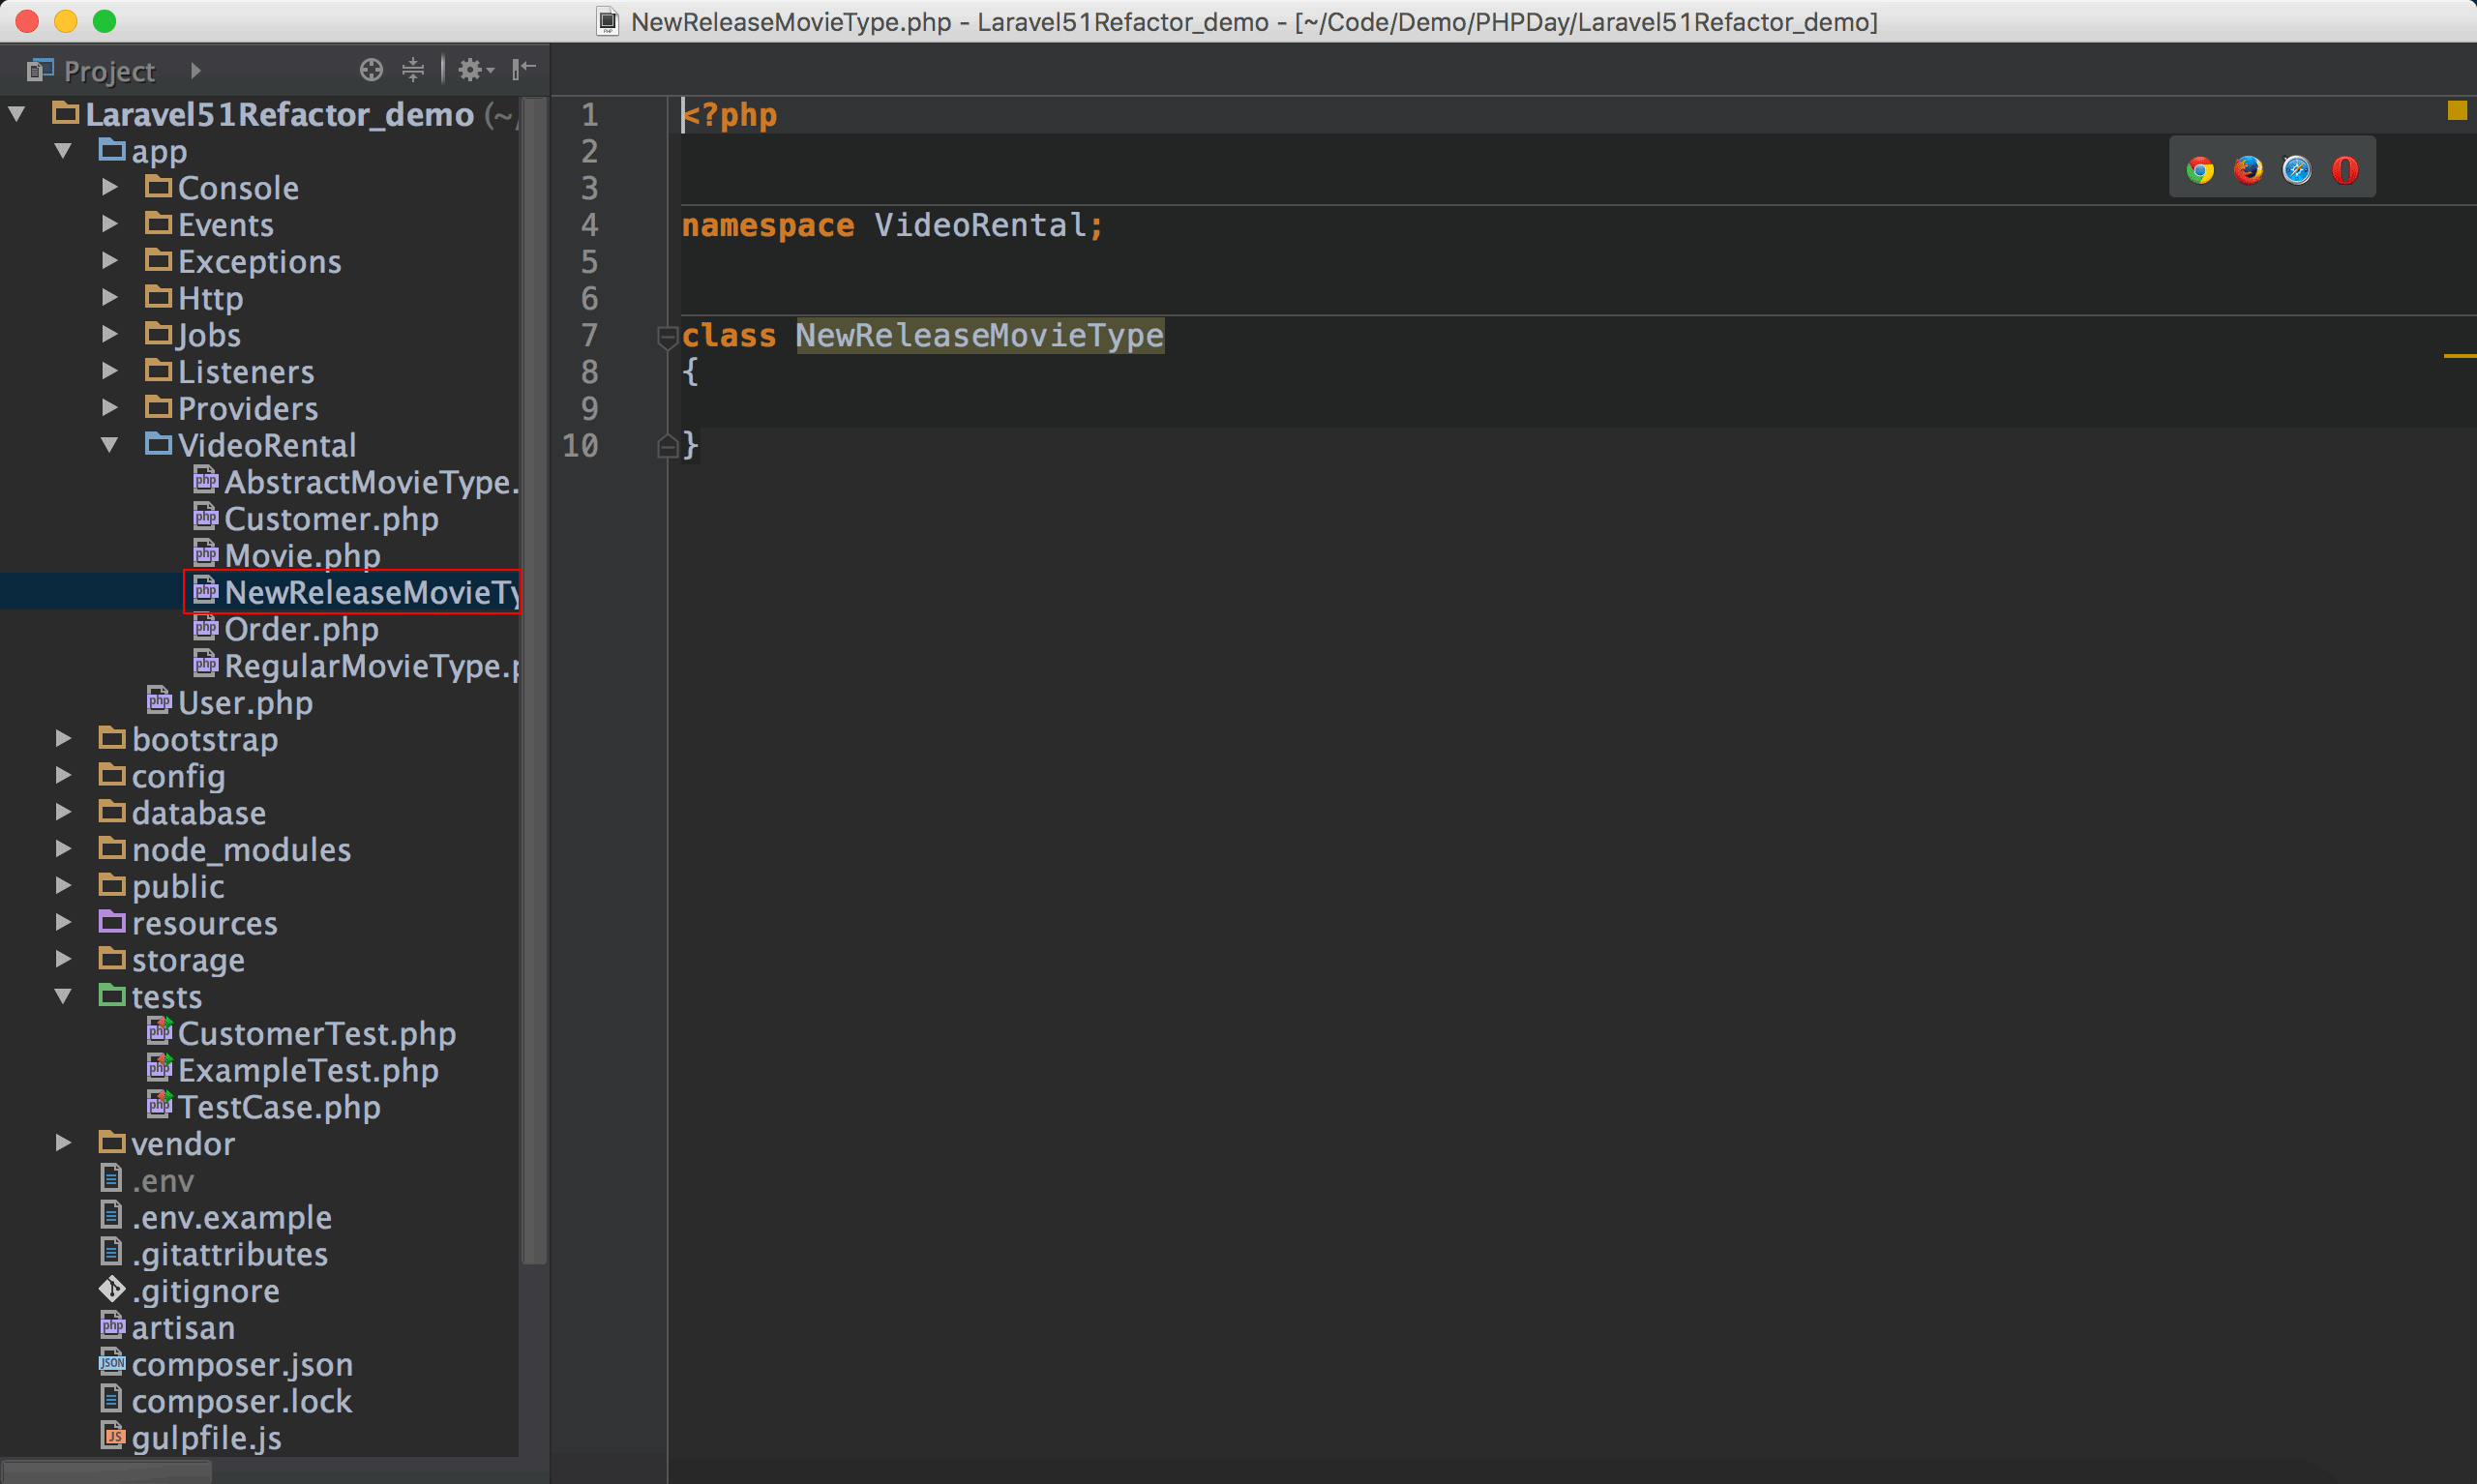 NewReleaseMovieType.php - Laravel51Refactor_demo - [~/Code/Demo/PHPDay/Laravel51Refactor_demo]
Project
Laravel51Refactor_demo (~/
app
Console
Events
Exceptions
Http
Jobs
Listeners
Providers
VideoRental
AbstractMovieType.
Customer.php
Movie.php
NewReleaseMovieTy
Order.php
RegularMovieType.p
User.php
bootstrap
config
database
node_modules
public
resources
storage
tests
CustomerTest.php
ExampleTest.php
TestCase.php
vendor
.env
.env.example
.gitattributes
.gitignore
artisan
composer.json
composer.lock
gulpfile.js
1 <?php
2
3
4 namespace VideoRental;
5
6
7 class NewReleaseMovieType
8 {
9
10 }